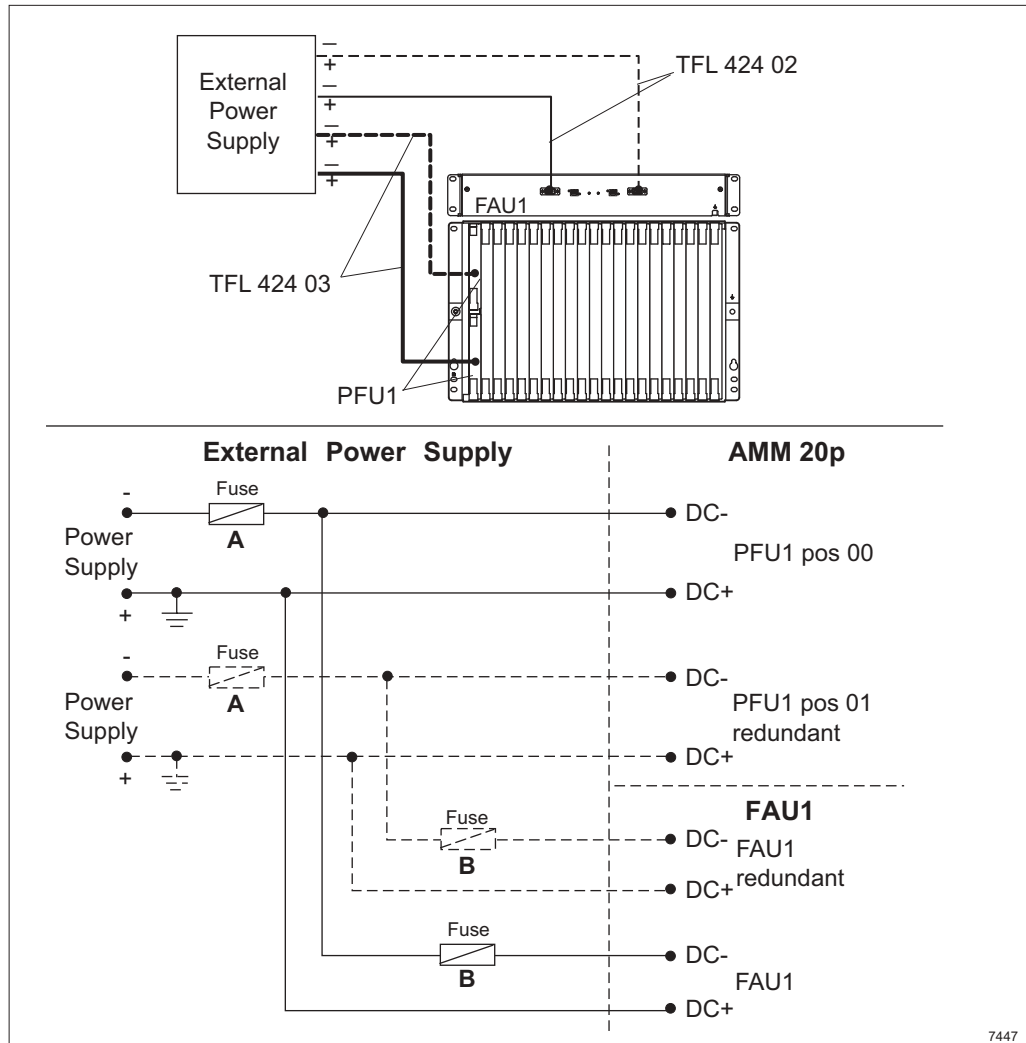 External
Power
Supply
−
+
−
+
−
+
−
+
TFL 424 02
FAU1
TFL 424 03
PFU1
External Power Supply
AMM 20p
-
Fuse
A
DC-
Power
Supply
PFU1 pos 00
+
DC+
-
Fuse
A
DC-
Power
Supply
PFU1 pos 01
redundant
+
DC+
FAU1
Fuse
B
DC-
FAU1
redundant
DC+
Fuse
B
DC-
FAU1
DC+
7447